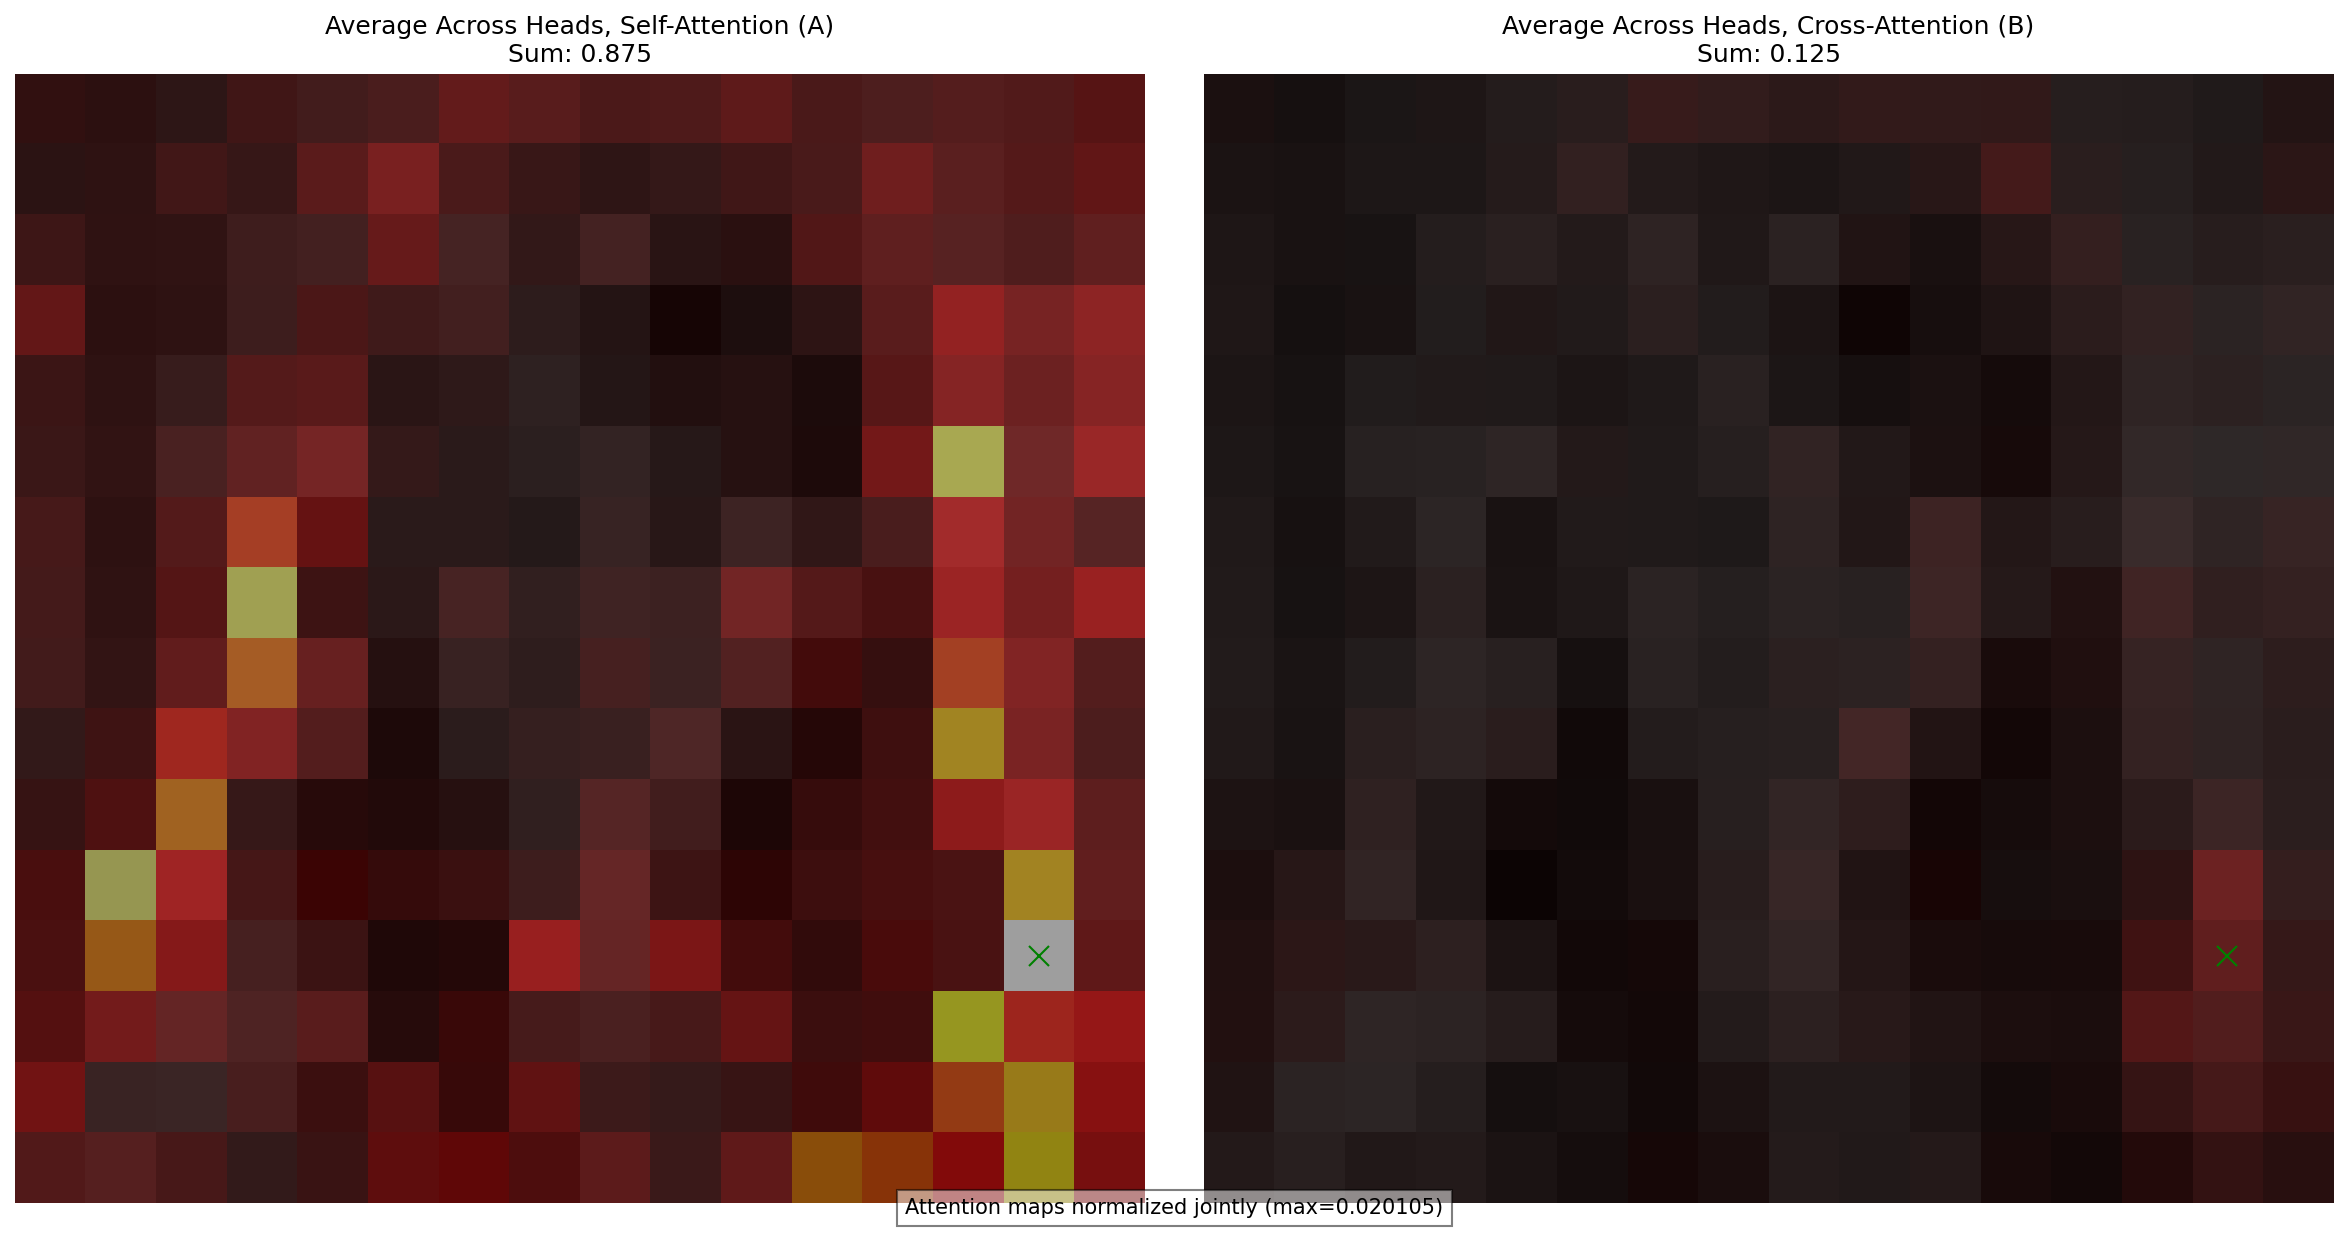 Average Across Heads, Self-Attention (A)
Sum: 0.875
Average Across Heads, Cross-Attention (B)
Sum: 0.125
Attention maps normalized jointly (max=0.020105)